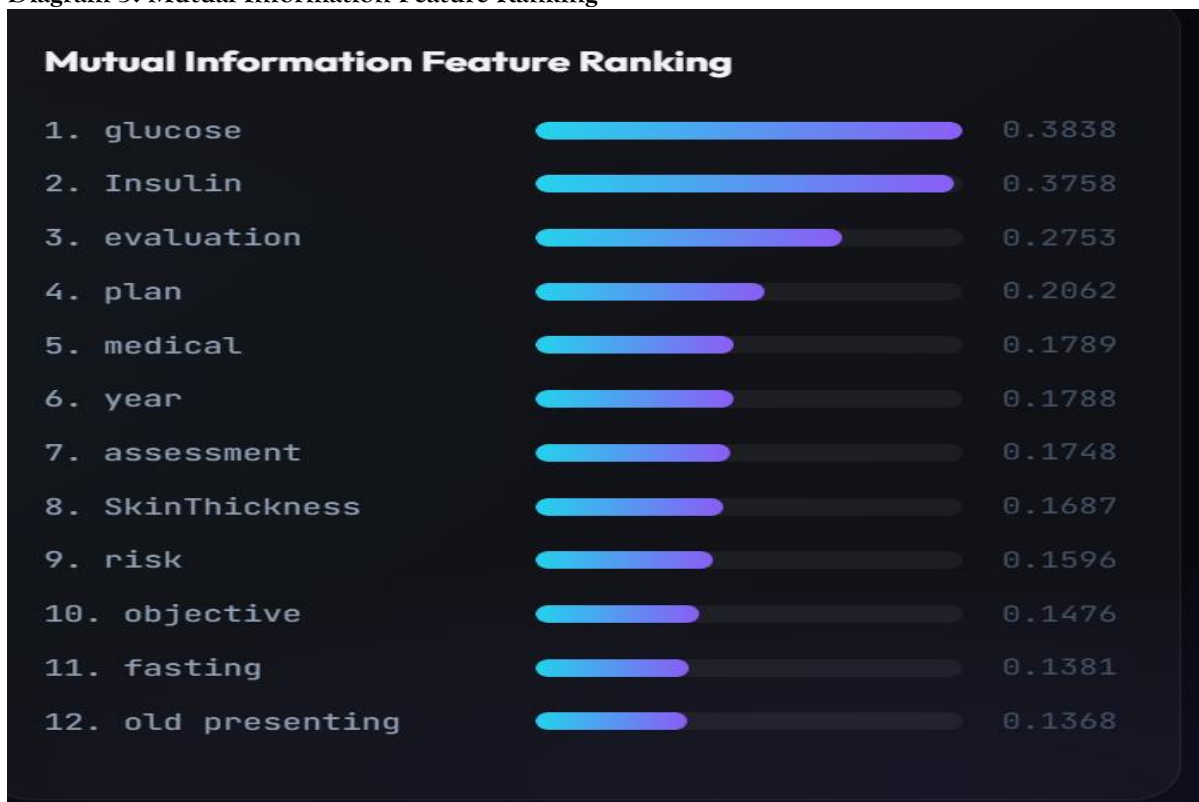 Diagram 3: Mutual Information Feature Ranking
Mutual Information Feature Ranking
1. glucose 0.3838
2. Insulin 0.3758
3. evaluation 0.2753
4. plan 0.2062
5. medical 0.1789
6. year 0.1788
7. assessment 0.1748
8. SkinThickness 0.1687
9. risk 0.1596
10. objective 0.1476
11. fasting 0.1381
12. old presenting 0.1368